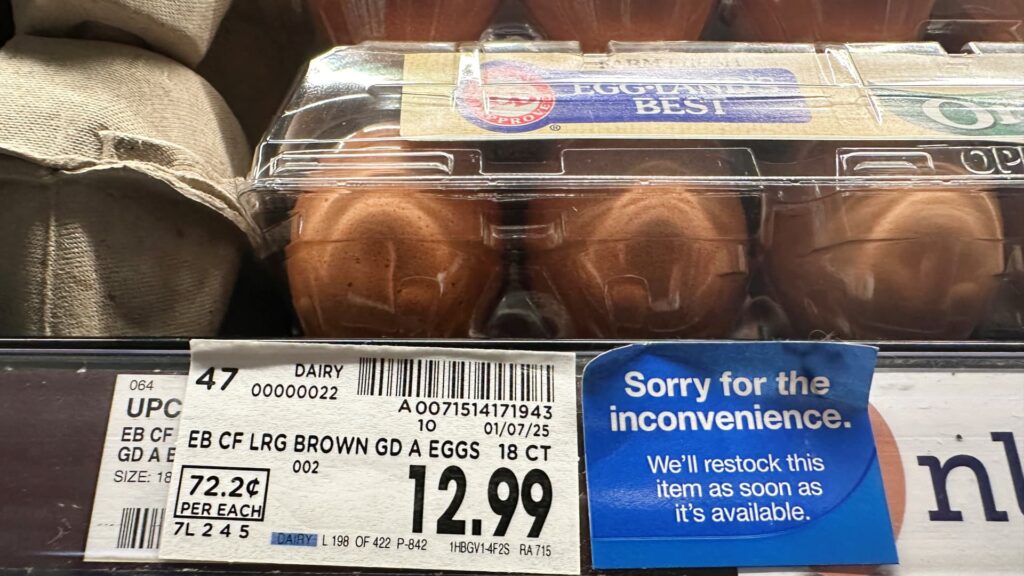 EGG•LAND'S
BEST
®
47
DAIRY
00000022
A 0071514171943
10 01/07/25
EB CF LRG BROWN GD A EGGS 18 CT
002
72.2¢
PER EACH
12.99
7L 2 4 5
DAIRY L 198 OF 422 P-842 1HBGV1-4F2S RA 715
064
UPC
EB CF
GD A E
SIZE: 18
Sorry for the
inconvenience.
We'll restock this
item as soon as
it's available.